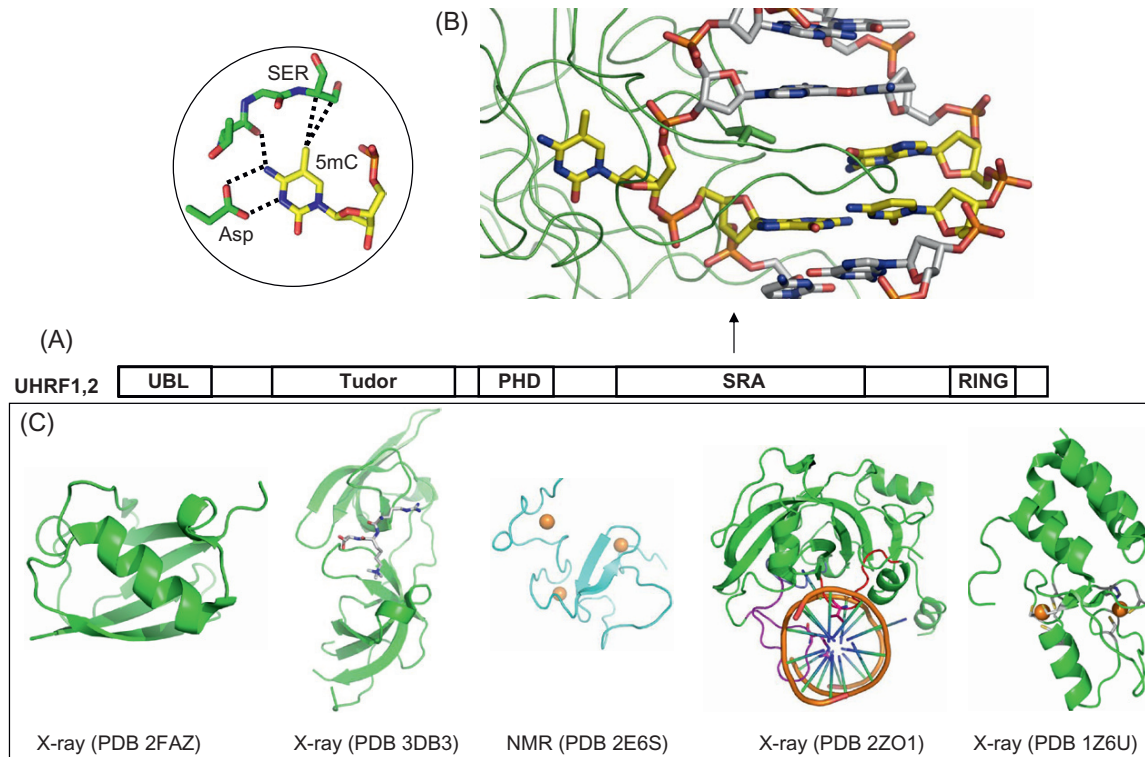 (B)
SER
5mC
Asp
(A)
UHRF1,2 UBL Tudor PHD SRA RING
(C)
X-ray (PDB 2FAZ) X-ray (PDB 3DB3) NMR (PDB 2E6S) X-ray (PDB 2ZO1) X-ray (PDB 1Z6U)